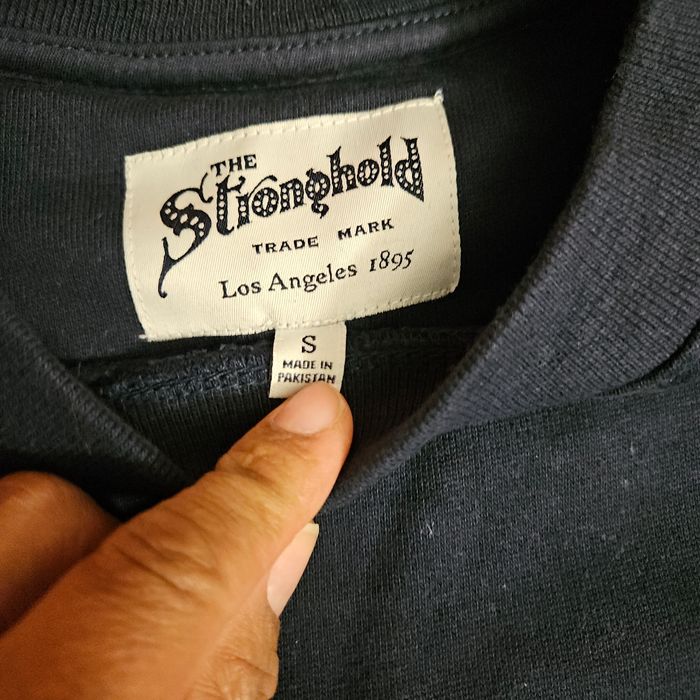 THE
Stronghold
TRADE MARK
Los Angeles 1895
S
MADE IN
PAKISTAN